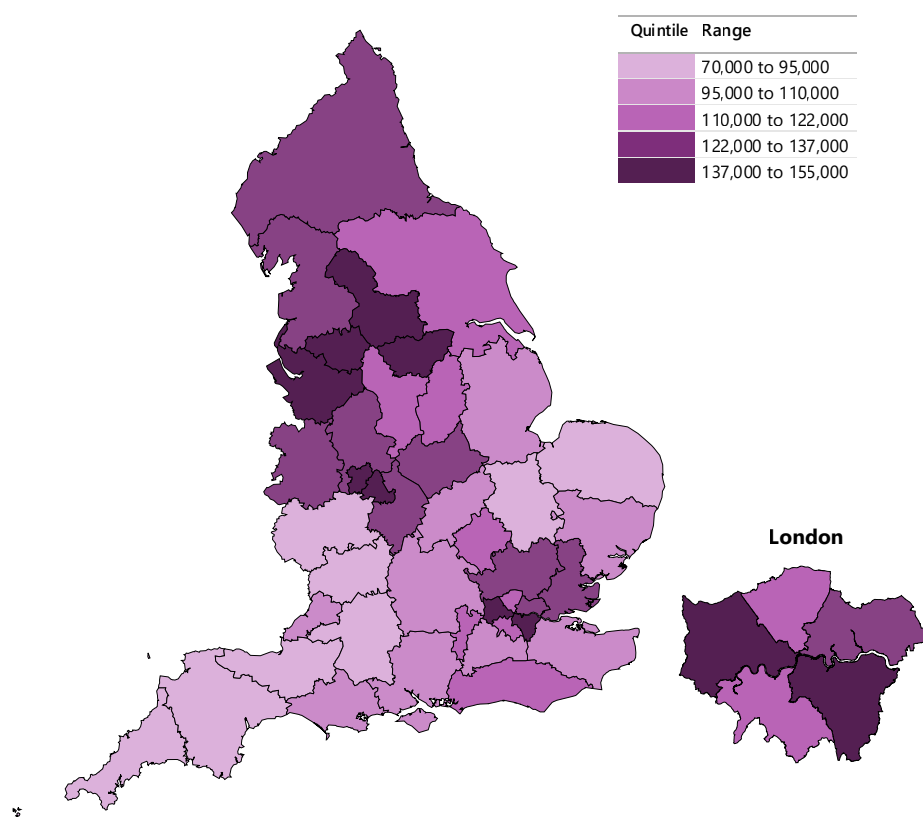 Quintile Range
70,000 to 95,000
95,000 to 110,000
110,000 to 122,000
122,000 to 137,000
137,000 to 155,000
London